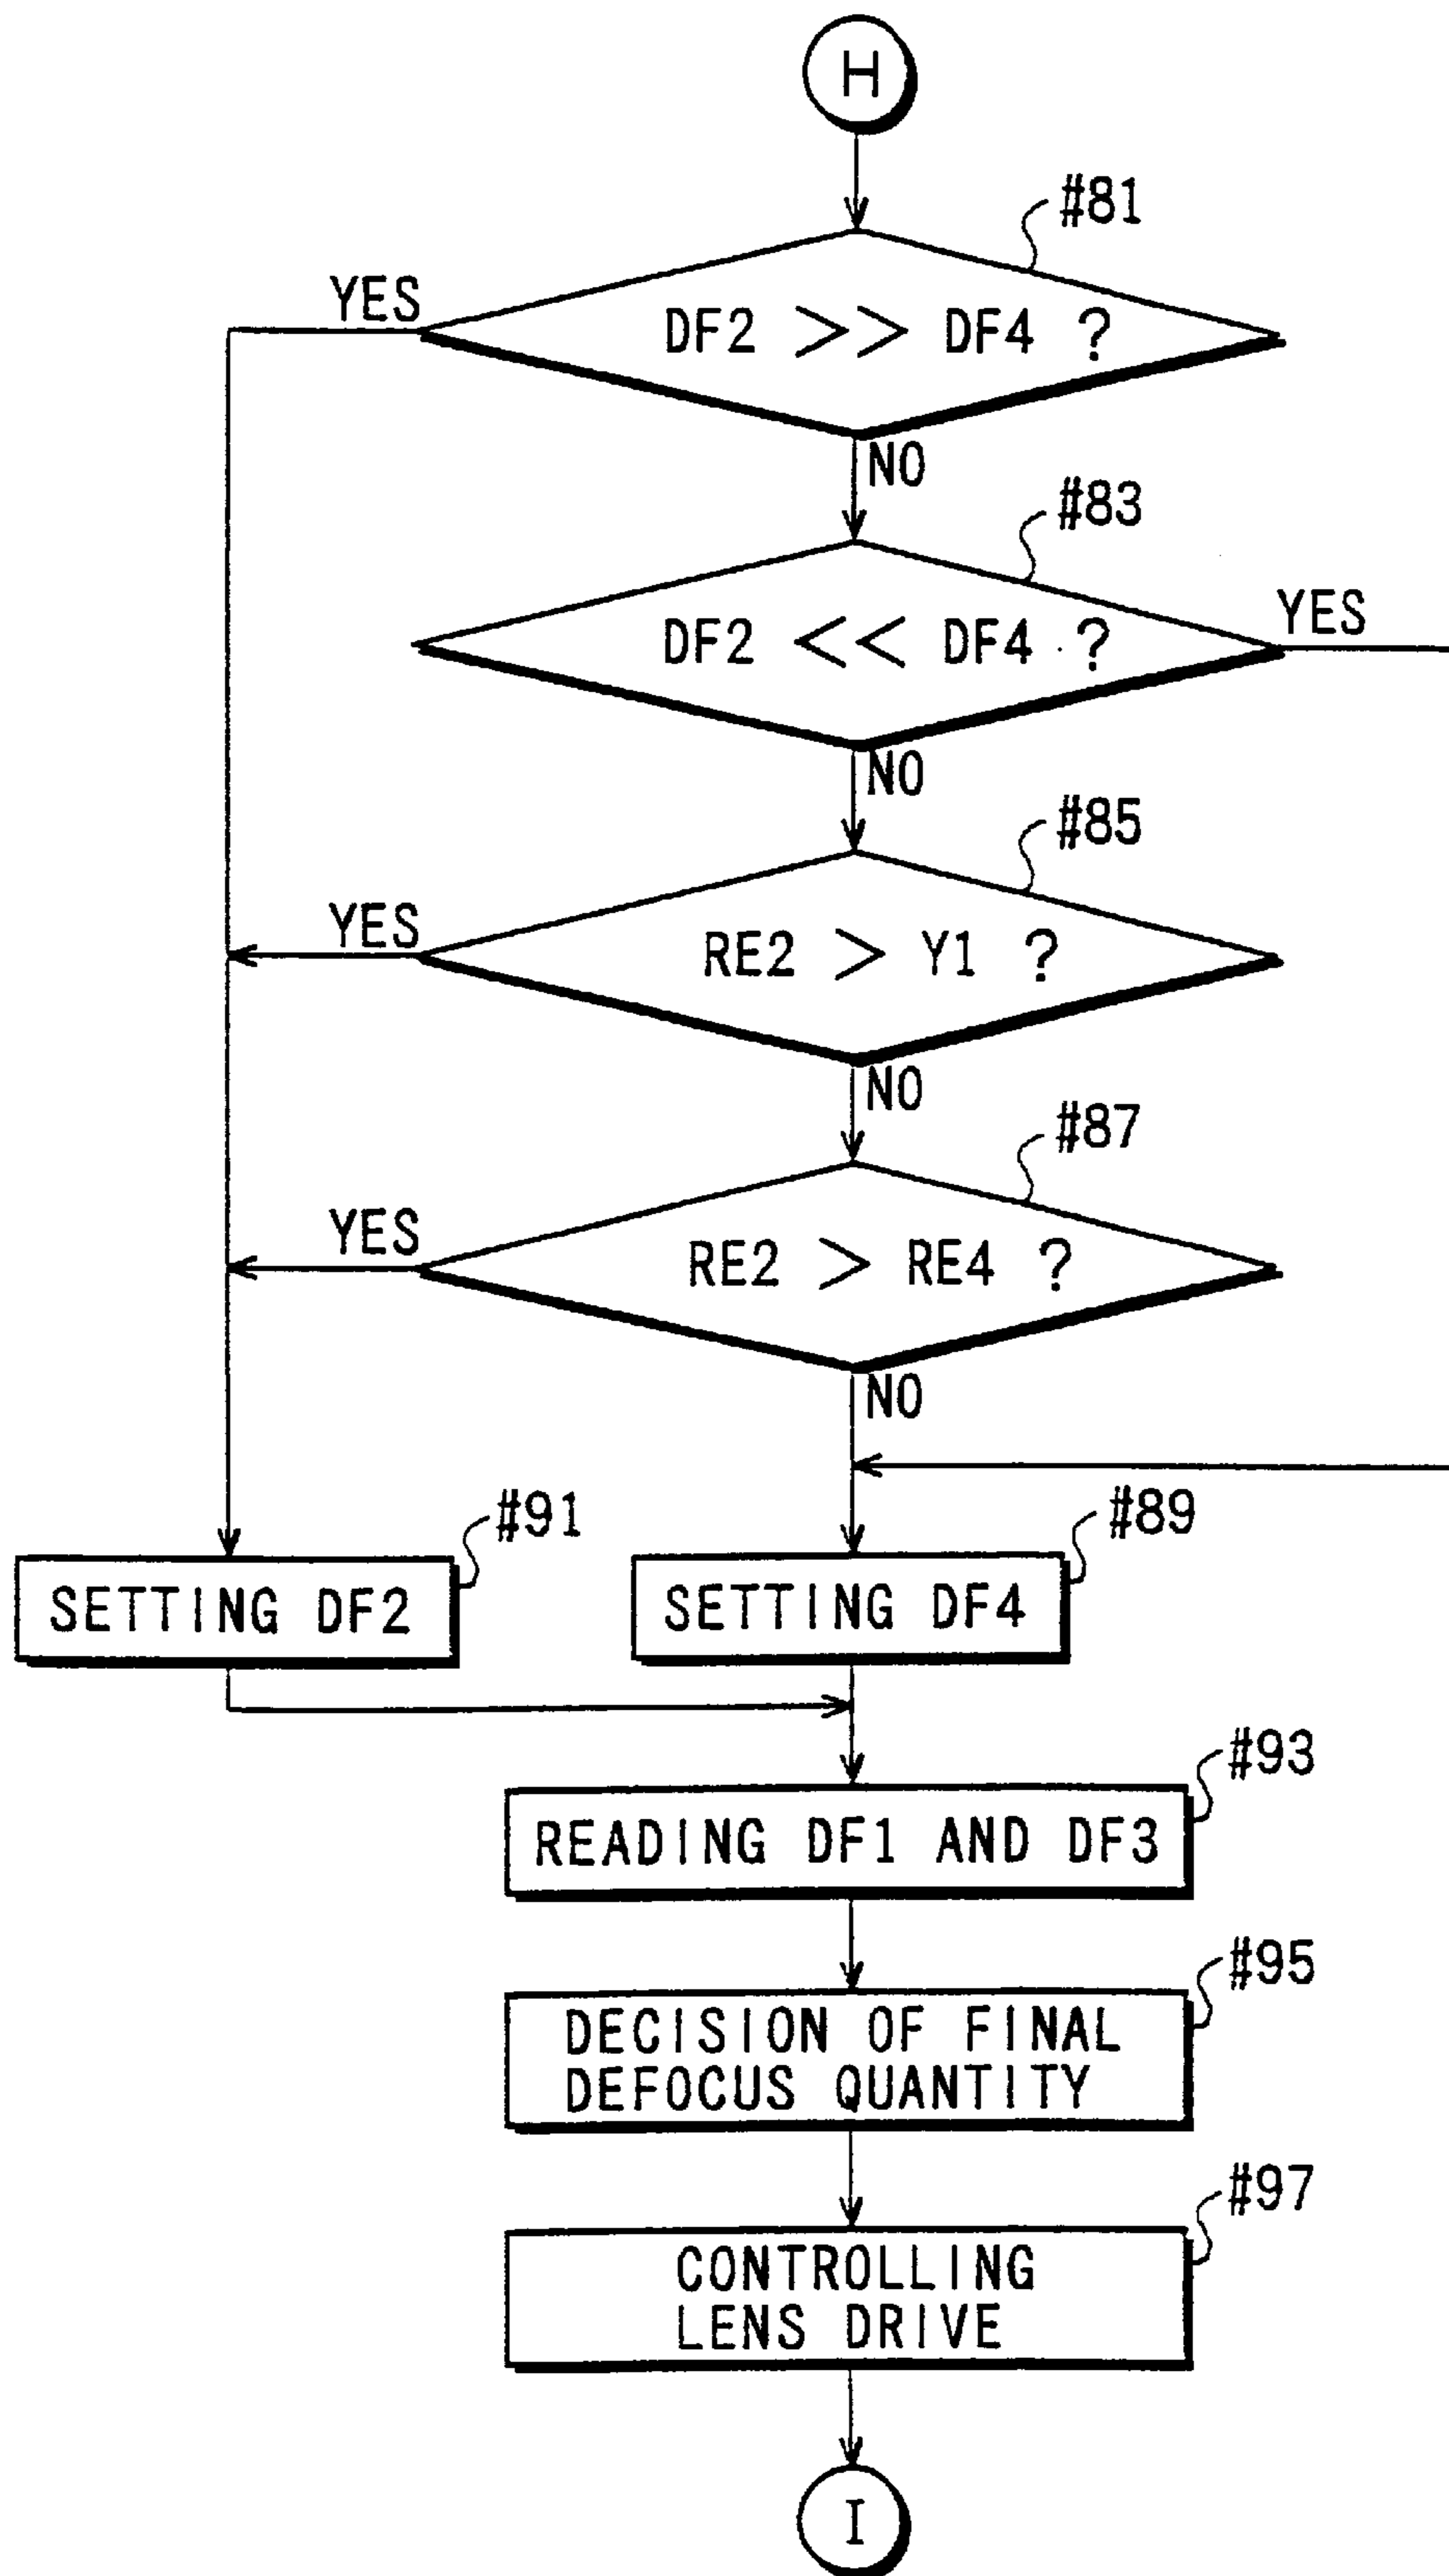 H
#81
YES
DF2 >> DF4 ?
NO
#83
DF2 << DF4 ?
YES
NO
#85
YES
RE2 > Y1 ?
NO
#87
YES
RE2 > RE4 ?
NO
#91
#89
SETTING DF2
SETTING DF4
#93
READING DF1 AND DF3
#95
DECISION OF FINAL
DEFOCUS QUANTITY
#97
CONTROLLING
LENS DRIVE
I